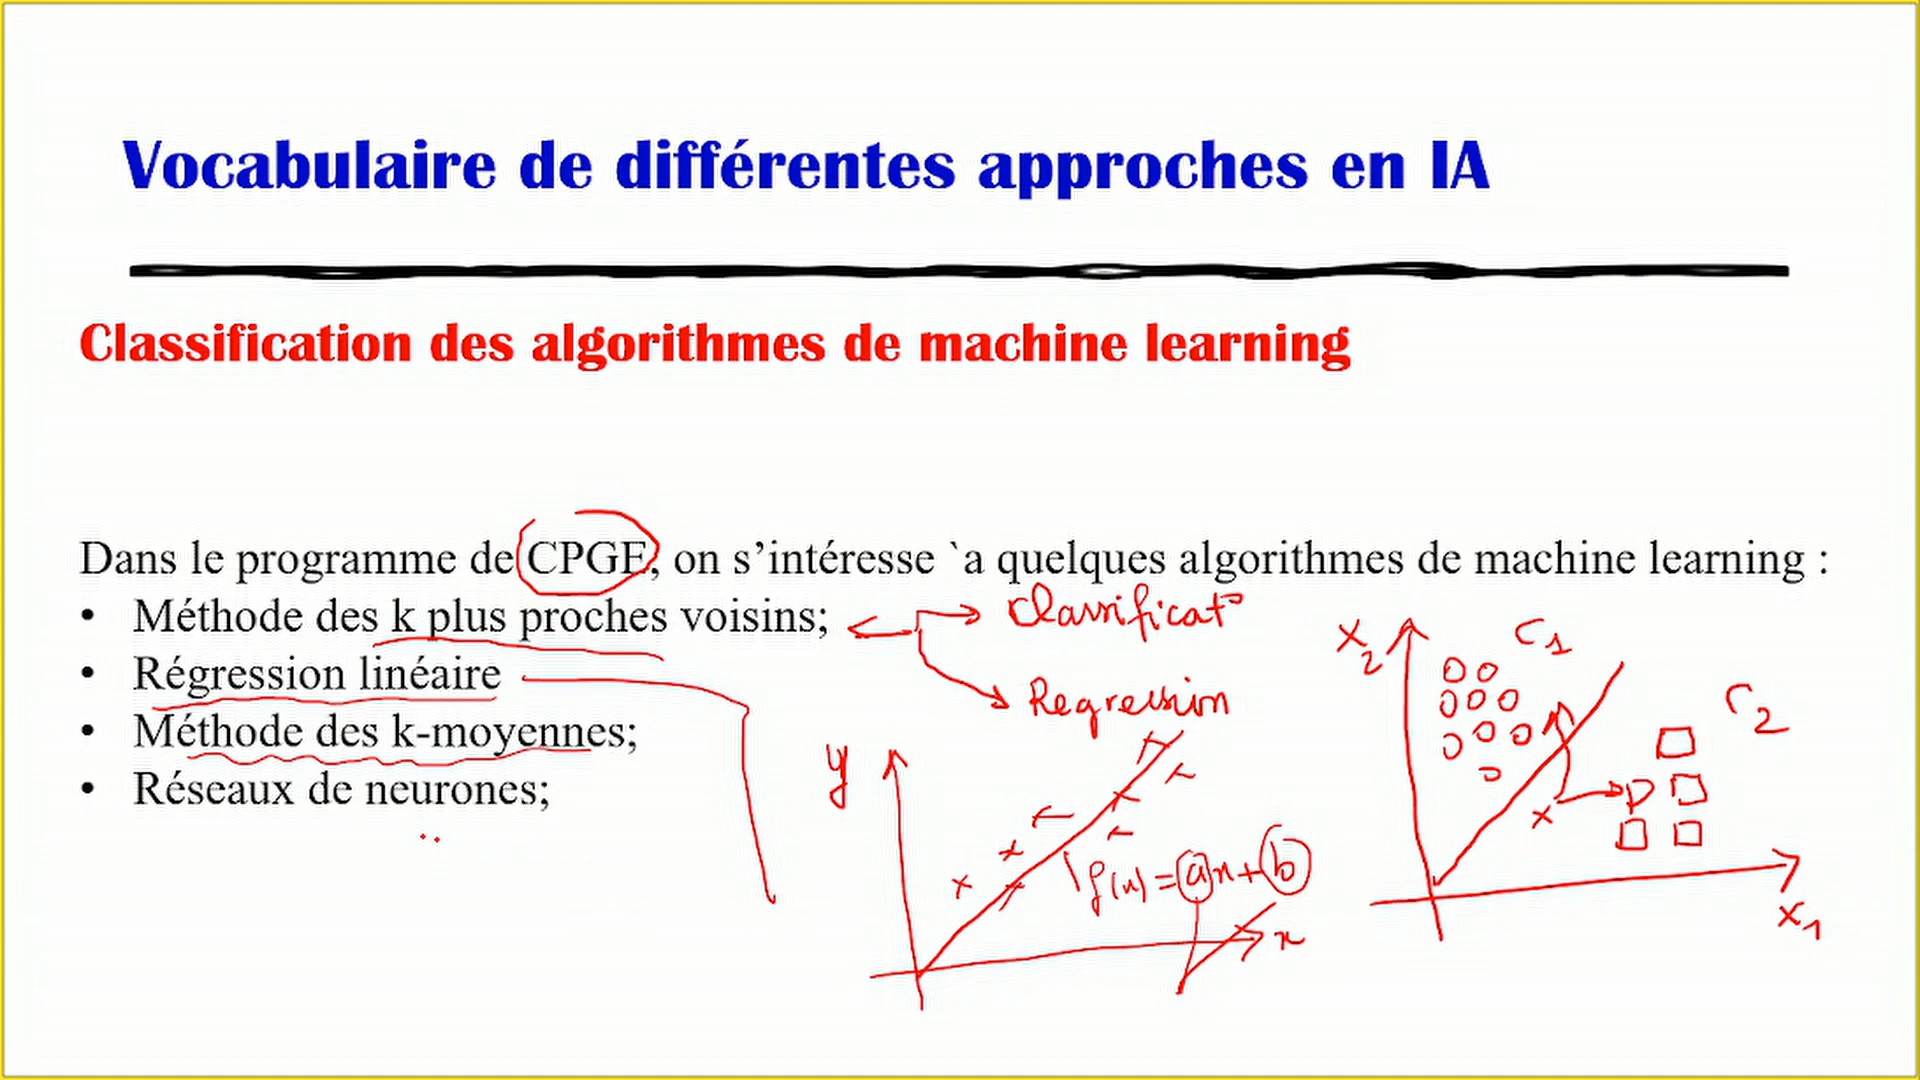 Vocabulaire de différentes approches en IA
Classification des algorithmes de machine learning
Dans le programme de CPGE, on s’intéresse `a quelques algorithmes de machine learning :
• Méthode des k plus proches voisins;
• Régression linéaire
• Méthode des k-moyennes;
• Réseaux de neurones;
Classificat°
Regression
y
f(x) = ax+b
x
x2
C1
C2
x
x1